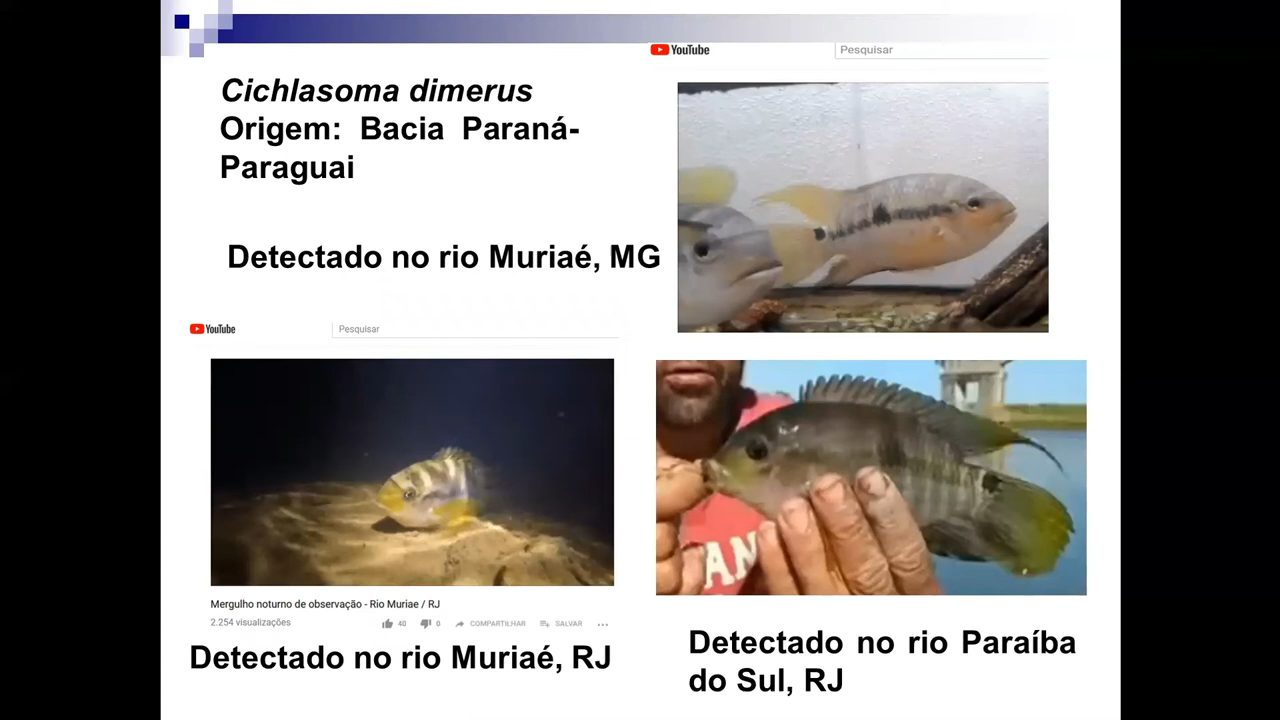 YouTube
Pesquisar
Cichlasoma dimerus
Origem: Bacia Paraná-
Paraguai
Detectado no rio Muriaé, MG
YouTube
Pesquisar
Mergulho noturno de observação - Rio Muriae / RJ
2.254 visualizações
40
0
COMPARTILHAR
SALVAR
Detectado no rio Muriaé, RJ
AN
Detectado no rio Paraíba
do Sul, RJ